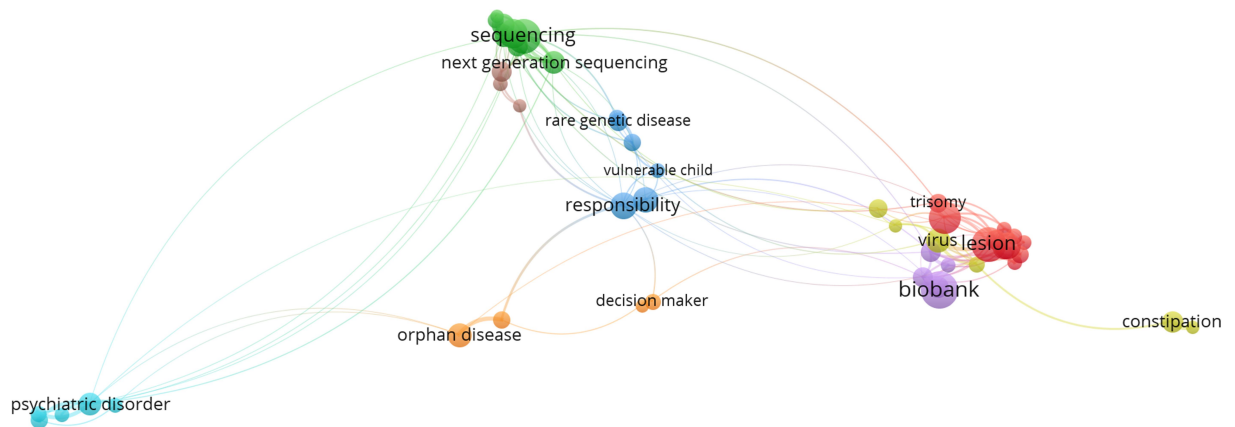 sequencing
next generation sequencing
rare genetic disease
vulnerable child
responsibility
trisomy
virus
lesion
biobank
decision maker
constipation
orphan disease
psychiatric disorder